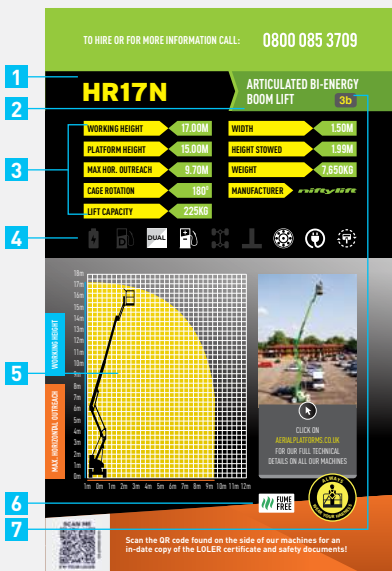 TO HIRE OR FOR MORE INFORMATION CALL: 0800 085 3709
1
HR17N
ARTICULATED BI-ENERGY
BOOM LIFT 3b
2
3
WORKING HEIGHT 17.00M
WIDTH 1.50M
PLATFORM HEIGHT 15.00M
HEIGHT STOWED 1.99M
MAX HOR. OUTREACH 9.70M
WEIGHT 7,650KG
CAGE ROTATION 180°
MANUFACTURER niftylift
LIFT CAPACITY 225KG
4
D
DUAL
18m
17m
16m
15m
14m
13m
12m
11m
10m
9m
8m
7m
6m
5m
4m
3m
2m
1m
0m
WORKING HEIGHT
MAX. HORIZONTAL OUTREACH
5
1m 0m 1m 2m 3m 4m 5m 6m 7m 8m 9m 10m 11m 12m
CLICK ON
AERIALPLATFORMS.CO.UK
FOR OUR FULL TECHNICAL
DETAILS ON ALL OUR MACHINES
6
FUME
FREE
ALWAYS
WEAR YOUR HARNESS
7
SCAN ME
Scan the QR code found on the side of our machines for an
in-date copy of the LOLER certificate and safety documents!